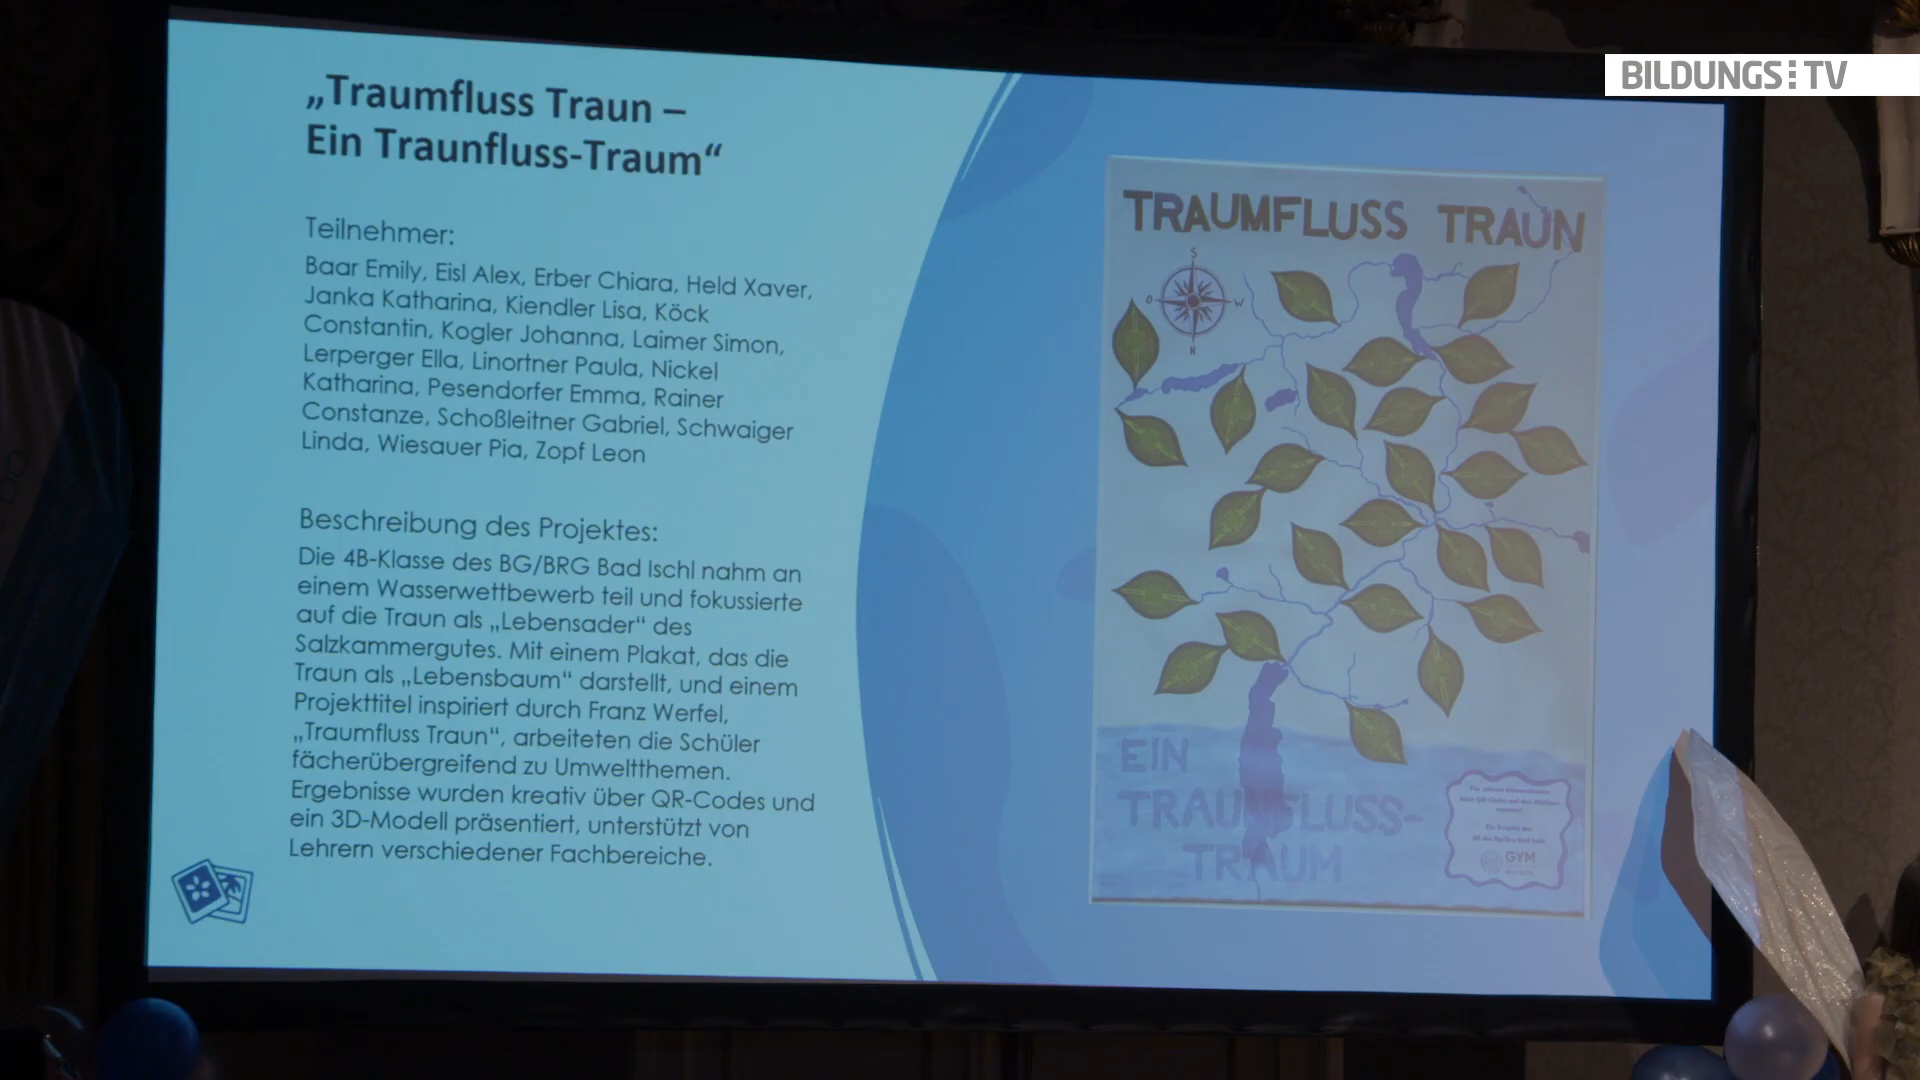 BILDUNGS:TV
„Traumfluss Traun –
Ein Traunfluss-Traum“
Teilnehmer:
Baar Emily, Eisl Alex, Erber Chiara, Held Xaver,
Janka Katharina, Kiendler Lisa, Köck
Constantin, Kogler Johanna, Laimer Simon,
Lerperger Ella, Linortner Paula, Nickel
Katharina, Pesendorfer Emma, Rainer
Constanze, Schoßleitner Gabriel, Schwaiger
Linda, Wiesauer Pia, Zopf Leon
Beschreibung des Projektes:
Die 4B-Klasse des BG/BRG Bad Ischl nahm an
einem Wasserwettbewerb teil und fokussierte
auf die Traun als „Lebensader“ des
Salzkammergutes. Mit einem Plakat, das die
Traun als „Lebensbaum“ darstellt, und einem
Projekttitel inspiriert durch Franz Werfel,
„Traumfluss Traun“, arbeiteten die Schüler
fächerübergreifend zu Umweltthemen.
Ergebnisse wurden kreativ über QR-Codes und
ein 3D-Modell präsentiert, unterstützt von
Lehrern verschiedener Fachbereiche.
TRAUMFLUSS TRAUN
S
O W
N
EIN
TRAUNFLUSS-
TRAUM
Ein Projekt der
GYM